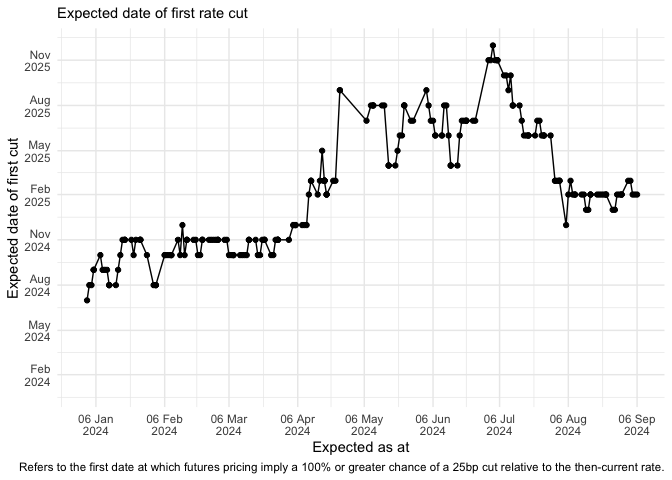 Expected date of first rate cut
Expected date of first cut
Nov
2025
Aug
2025
May
2025
Feb
2025
Nov
2024
Aug
2024
May
2024
Feb
2024
06 Jan
2024
06 Feb
2024
06 Mar
2024
06 Apr
2024
06 May
2024
06 Jun
2024
06 Jul
2024
06 Aug
2024
06 Sep
2024
Expected as at
Refers to the first date at which futures pricing imply a 100% or greater chance of a 25bp cut relative to the then-current rate.